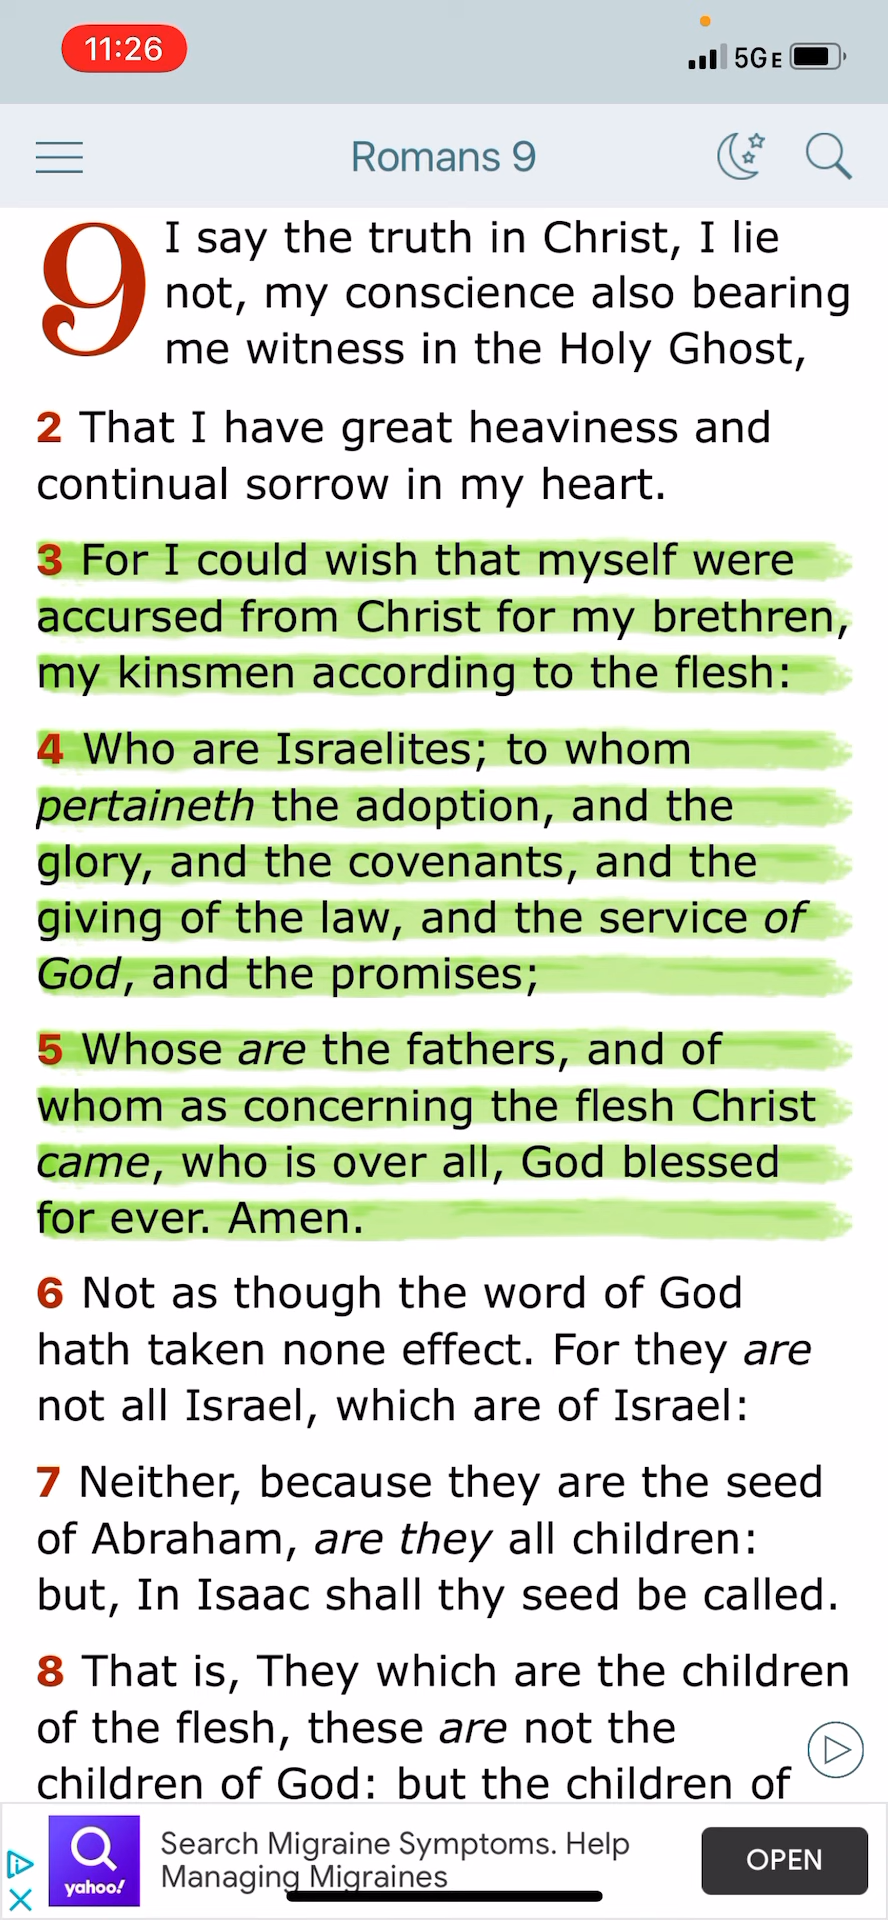 11:26
5GE
Romans 9
9 I say the truth in Christ, I lie
not, my conscience also bearing
me witness in the Holy Ghost,
2 That I have great heaviness and
continual sorrow in my heart.
3 For I could wish that myself were
accursed from Christ for my brethren,
my kinsmen according to the flesh:
4 Who are Israelites; to whom
pertaineth the adoption, and the
glory, and the covenants, and the
giving of the law, and the service of
God, and the promises;
5 Whose are the fathers, and of
whom as concerning the flesh Christ
came, who is over all, God blessed
for ever. Amen.
6 Not as though the word of God
hath taken none effect. For they are
not all Israel, which are of Israel:
7 Neither, because they are the seed
of Abraham, are they all children:
but, In Isaac shall thy seed be called.
8 That is, They which are the children
of the flesh, these are not the
children of God: but the children of
yahoo!
Search Migraine Symptoms. Help
Managing Migraines
OPEN